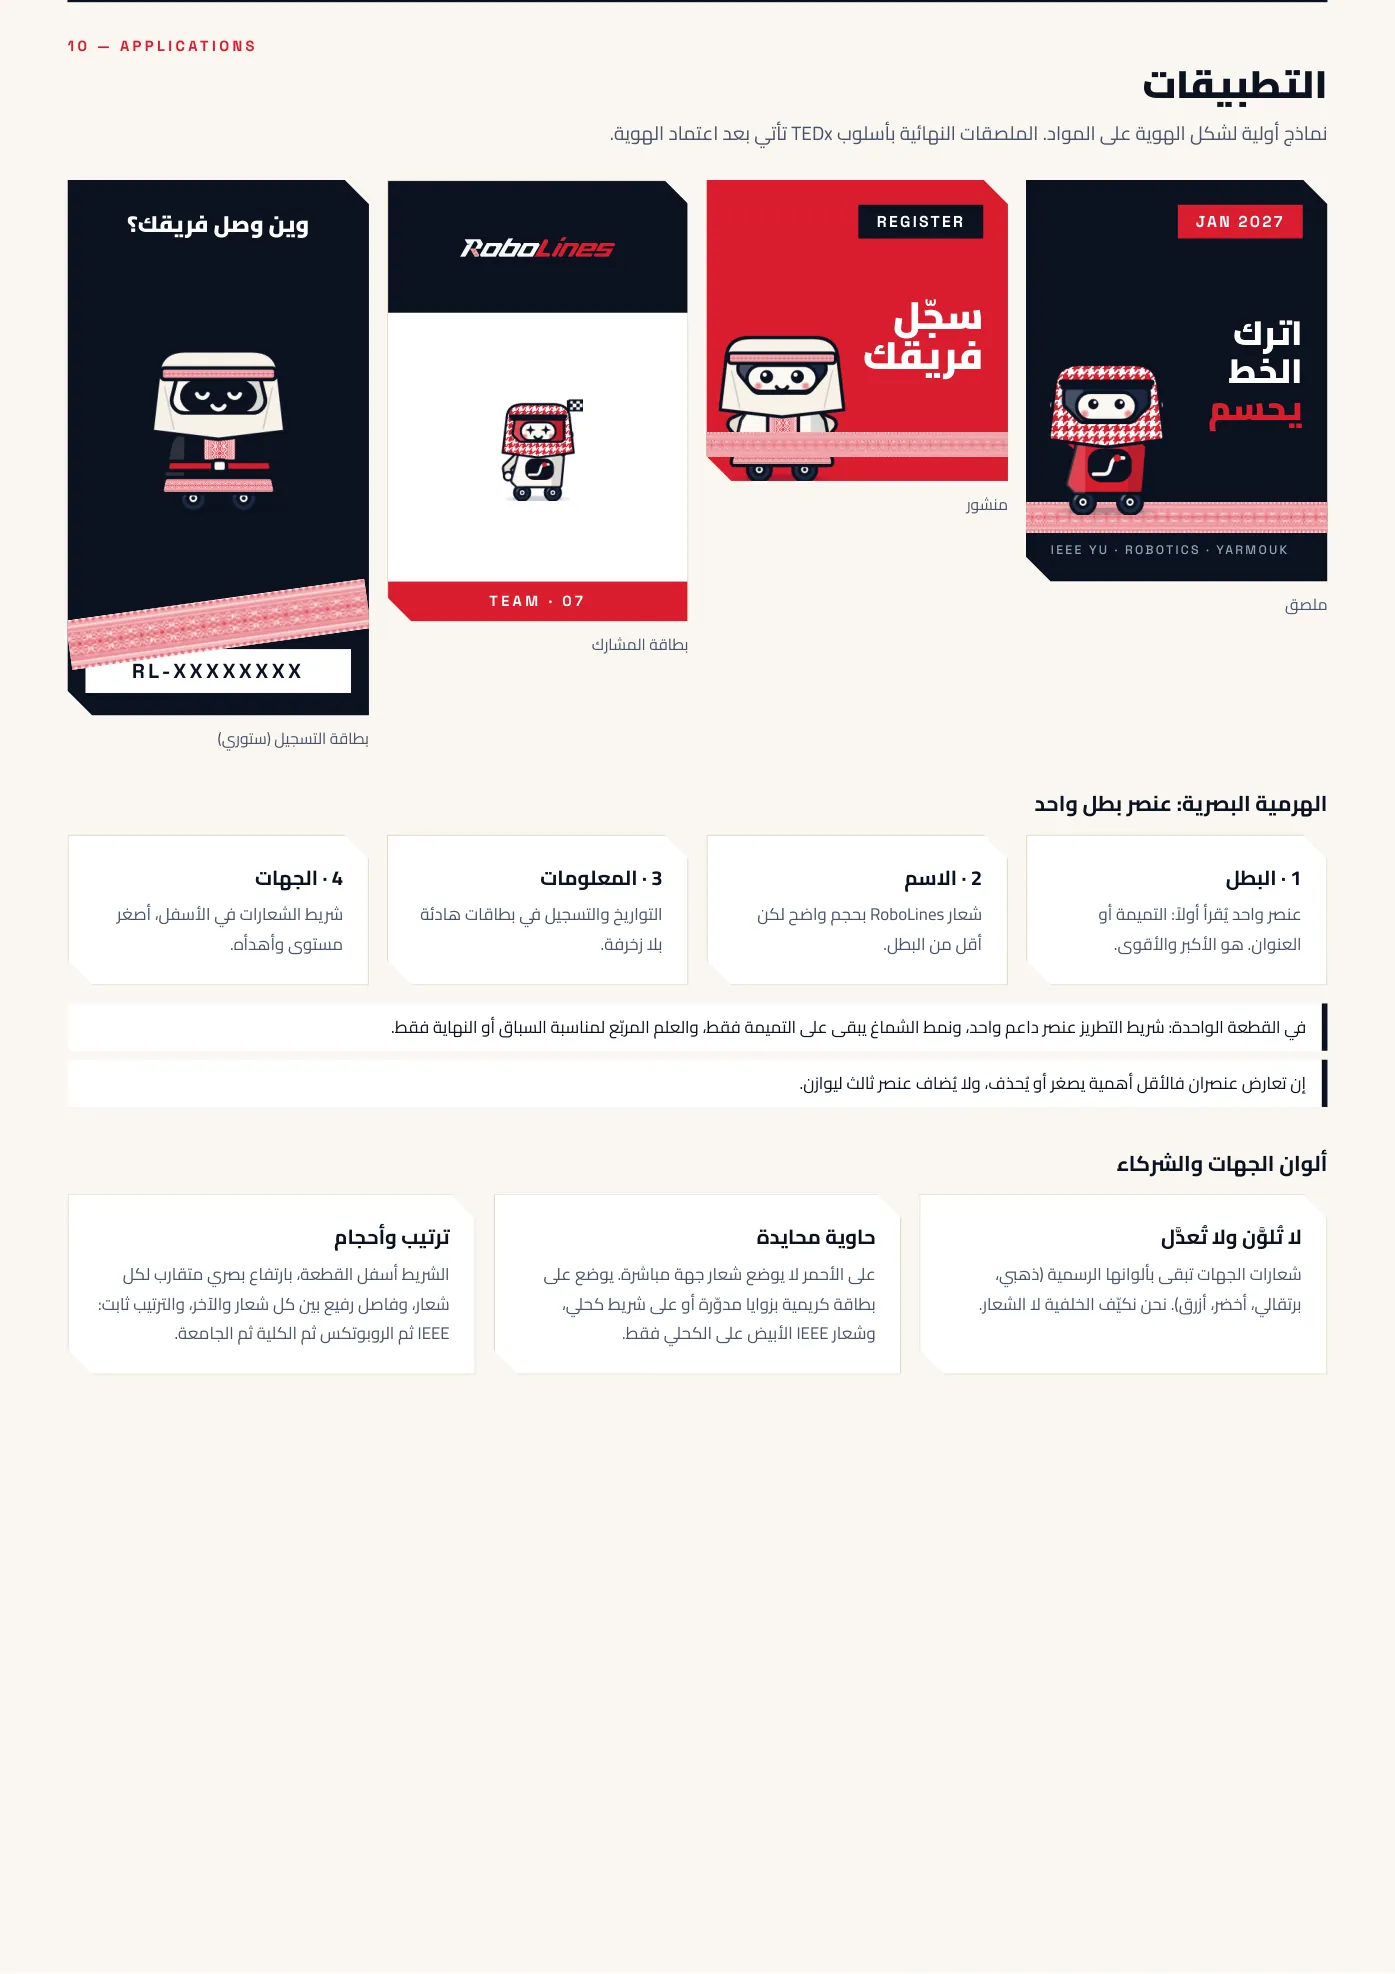 10 — APPLICATIONS
التطبيقات
نماذج أولية لشكل الهوية على المواد. الملصقات النهائية بأسلوب TEDx تأتي بعد اعتماد الهوية.
JAN 2027
اترك
الخط
يحسم
IEEE YU · ROBOTICS · YARMOUK
ملصق
REGISTER
سجّل
فريقك
منشور
RoboLines
TEAM · 07
بطاقة المشارك
وين وصل فريقك؟
RL-XXXXXXXX
بطاقة التسجيل (ستوري)
الهرمية البصرية: عنصر بطل واحد
1 · البطل
عنصر واحد يُقرأ أولاً: التميمة أو
العنوان. هو الأكبر والأقوى.
2 · الاسم
شعار RoboLines بحجم واضح لكن
أقل من البطل.
3 · المعلومات
التواريخ والتسجيل في بطاقات هادئة
بلا زخرفة.
4 · الجهات
شريط الشعارات في الأسفل، أصغر
مستوى وأهدأه.
في القطعة الواحدة: شريط التطريز عنصر داعم واحد، ونمط الشماغ يبقى على التميمة فقط، والعلم المربّع لمناسبة السباق أو النهاية فقط.
إن تعارض عنصران فالأقل أهمية يصغر أو يُحذف، ولا يُضاف عنصر ثالث ليوازن.
ألوان الجهات والشركاء
لا تُلوَّن ولا تُعدَّل
شعارات الجهات تبقى بألوانها الرسمية (ذهبي،
برتقالي، أخضر، أزرق). نحن نكيّف الخلفية لا الشعار.
حاوية محايدة
على الأحمر لا يوضع شعار جهة مباشرة. يوضع على
بطاقة كريمية بزوايا مدوّرة أو على شريط كحلي،
وشعار IEEE الأبيض على الكحلي فقط.
ترتيب وأحجام
الشريط أسفل القطعة، بارتفاع بصري متقارب لكل
شعار، وفاصل رفيع بين كل شعار والآخر، والترتيب ثابت:
IEEE ثم الروبوتكس ثم الكلية ثم الجامعة.